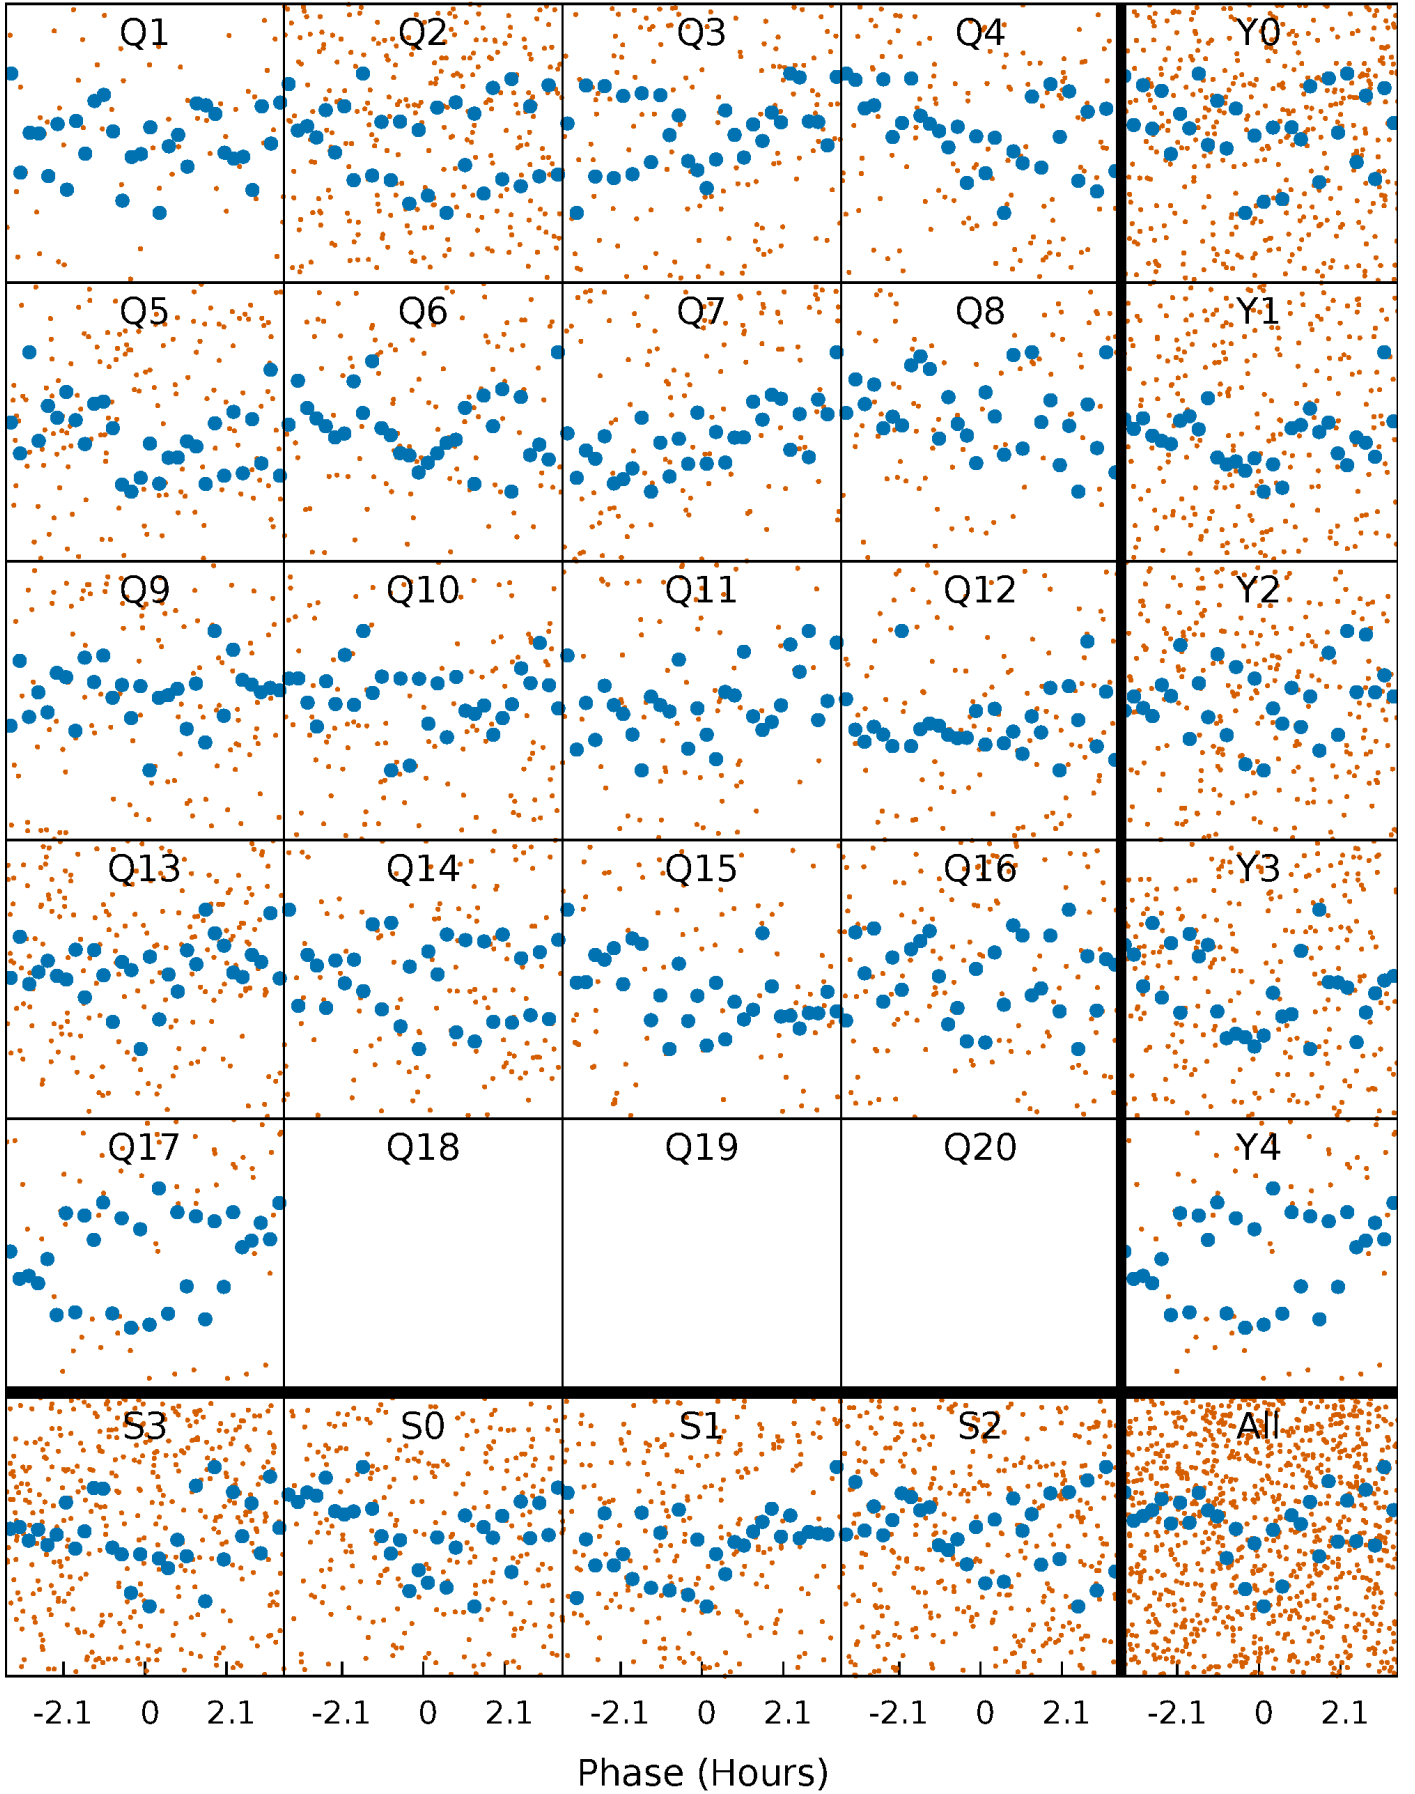 Q1 Q2 Q3 Q4 Y0
Q5 Q6 Q7 Q8 Y1
Q9 Q10 Q11 Q12 Y2
Q13 Q14 Q15 Q16 Y3
Q17 Q18 Q19 Q20 Y4
S3 S0 S1 S2 All
-2.1 0 2.1 -2.1 0 2.1 -2.1 0 2.1 -2.1 0 2.1 -2.1 0 2.1
Phase (Hours)